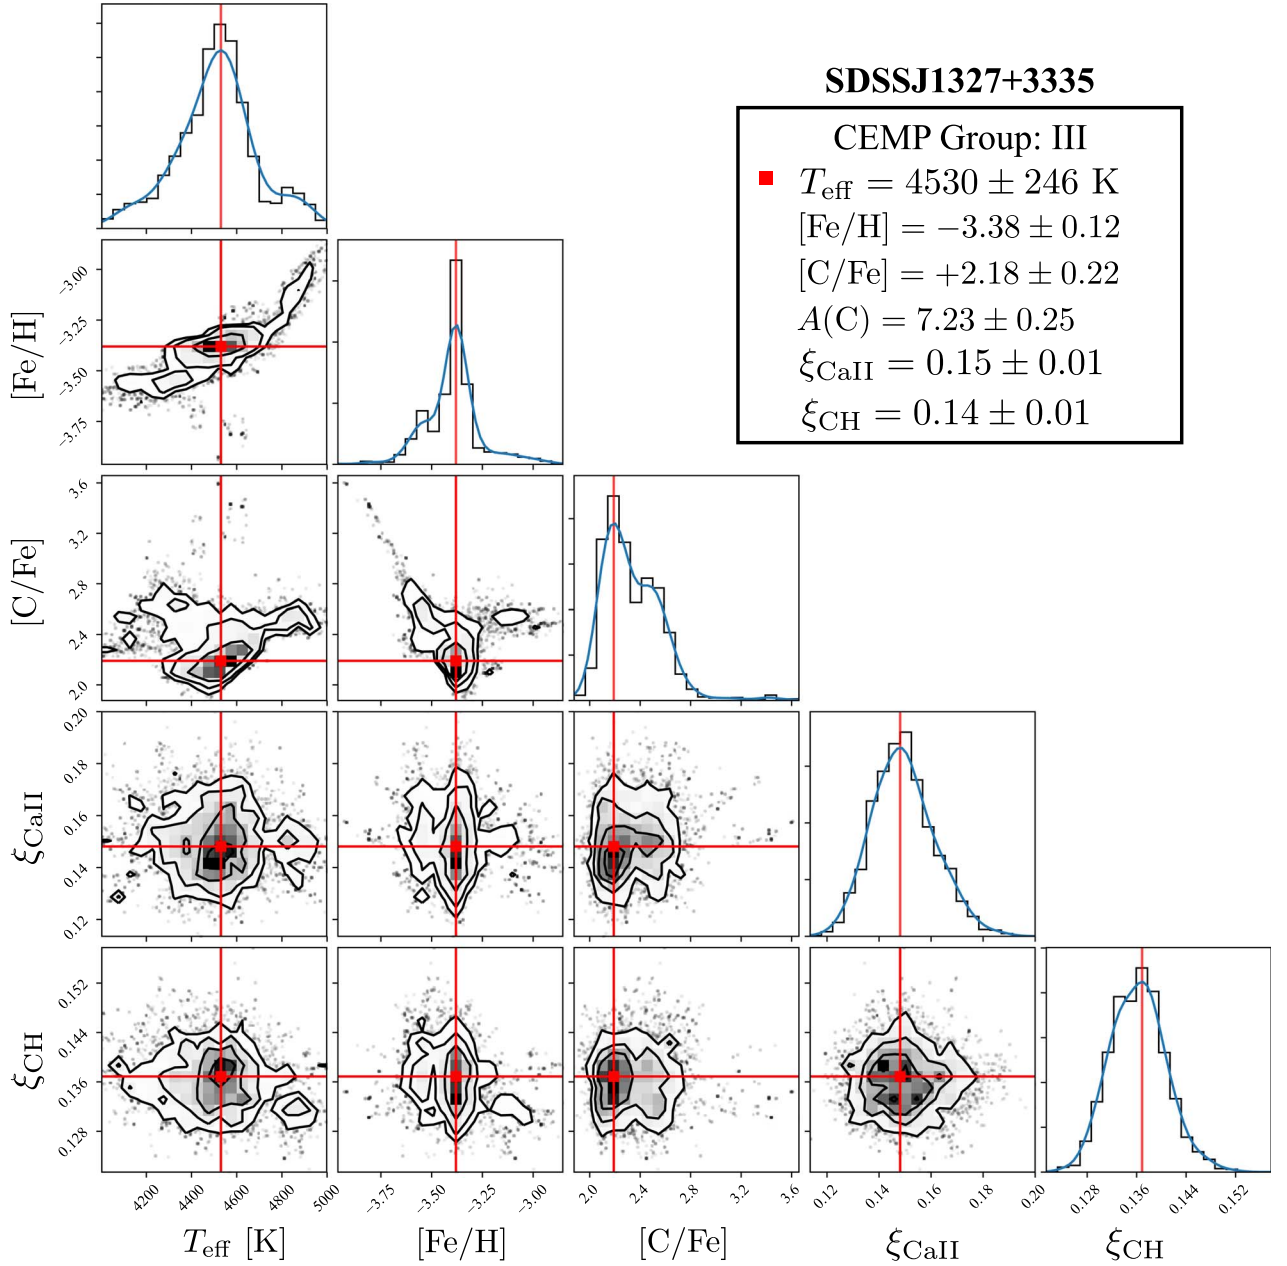 SDSSJ1327+3335
CEMP Group: III
T_eff = 4530 ± 246 K
[Fe/H] = −3.38 ± 0.12
[C/Fe] = +2.18 ± 0.22
A(C) = 7.23 ± 0.25
ξ_CaII = 0.15 ± 0.01
ξ_CH = 0.14 ± 0.01
[Fe/H]
−3.00
−3.25
−3.50
−3.75
[C/Fe]
3.6
3.2
2.8
2.4
2.0
ξ_CaII
0.20
0.18
0.16
0.14
0.12
ξ_CH
0.152
0.144
0.136
0.128
4200 4400 4600 4800 5000
−3.75 −3.50 −3.25 −3.00
2.0 2.4 2.8 3.2 3.6
0.12 0.14 0.16 0.18 0.20
0.128 0.136 0.144 0.152
T_eff [K] [Fe/H] [C/Fe] ξ_CaII ξ_CH